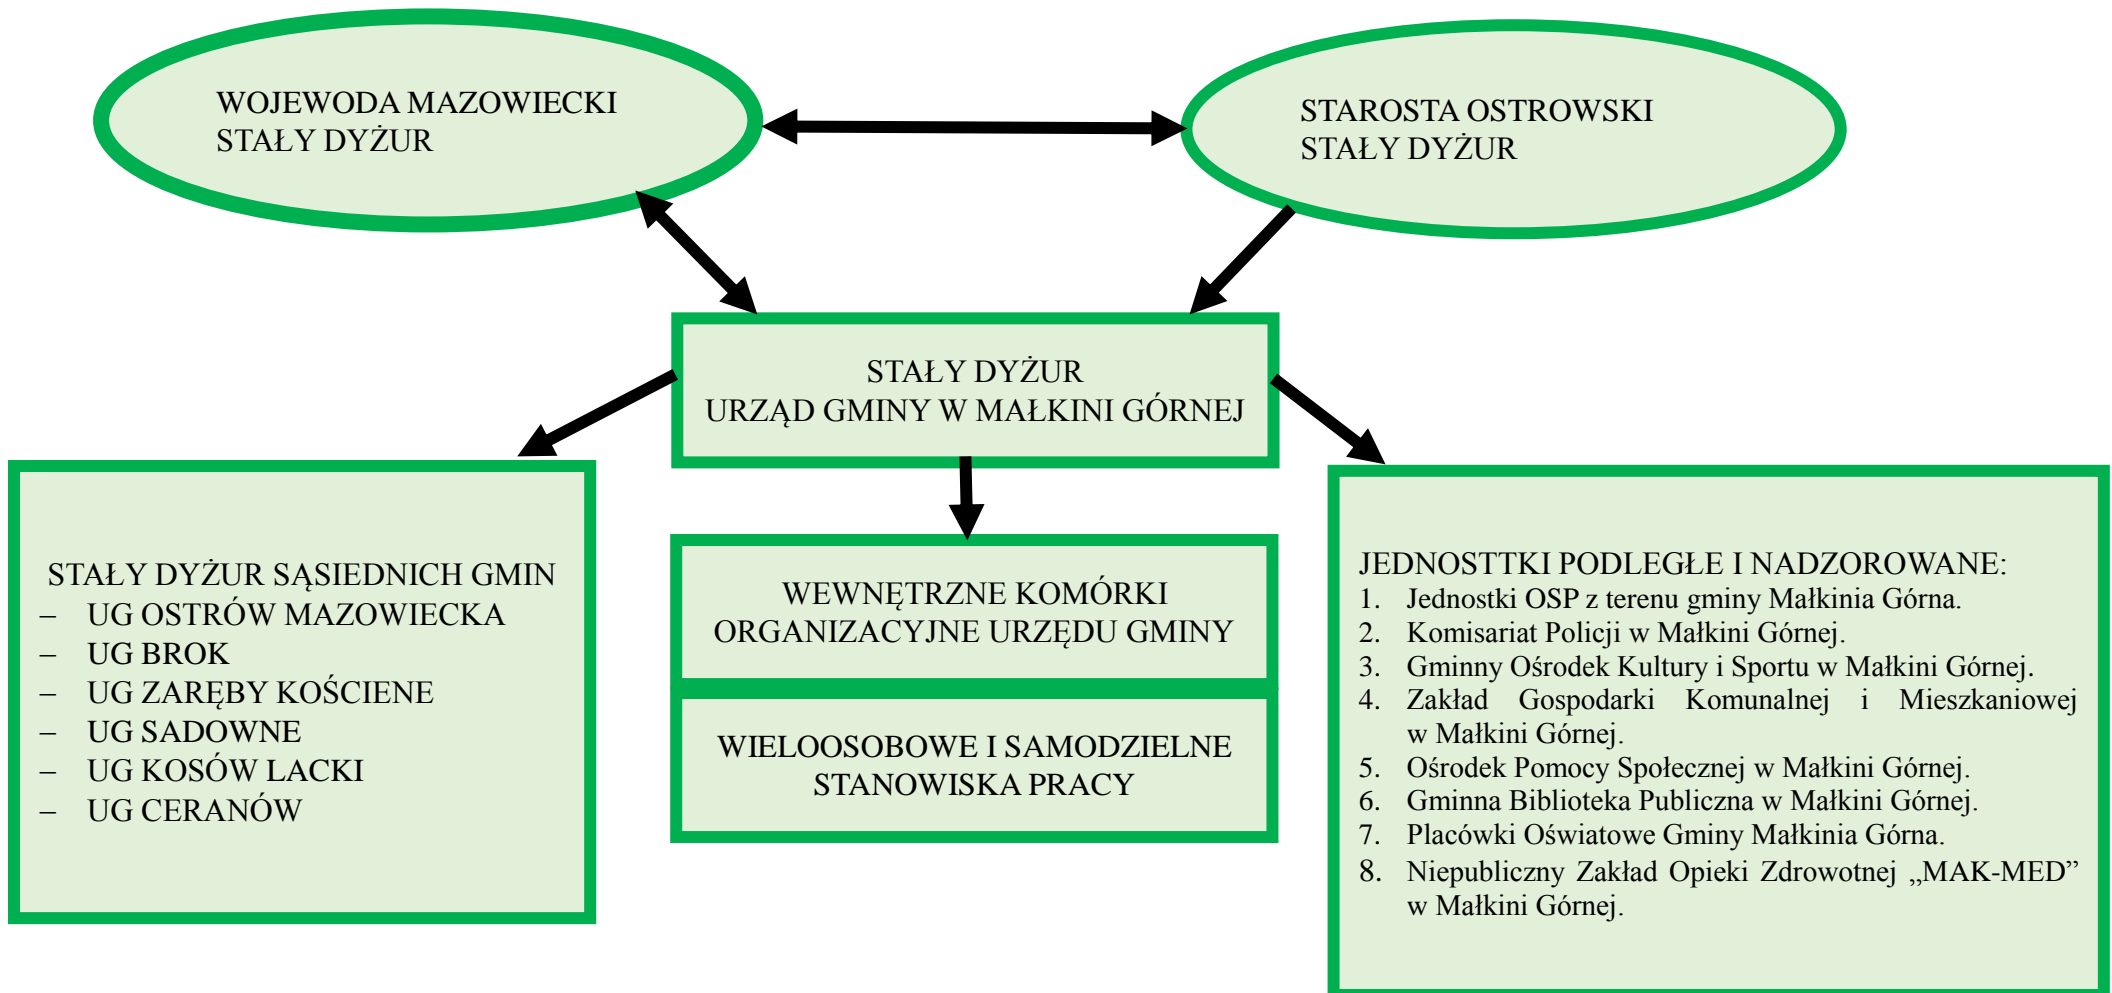 WOJEWODA MAZOWIECKI
STAŁY DYŻUR
STAROSTA OSTROWSKI
STAŁY DYŻUR
STAŁY DYŻUR
URZĄD GMINY W MAŁKINI GÓRNEJ
STAŁY DYŻUR SĄSIEDNICH GMIN
– UG OSTRÓW MAZOWIECKA
– UG BROK
– UG ZARĘBY KOŚCIENE
– UG SADOWNE
– UG KOSÓW LACKI
– UG CERANÓW
WEWNĘTRZNE KOMÓRKI
ORGANIZACYJNE URZĘDU GMINY
WIELOOSOBOWE I SAMODZIELNE
STANOWISKA PRACY
JEDNOSTTKI PODLEGŁE I NADZOROWANE:
1. Jednostki OSP z terenu gminy Małkinia Górna.
2. Komisariat Policji w Małkini Górnej.
3. Gminny Ośrodek Kultury i Sportu w Małkini Górnej.
4. Zakład Gospodarki Komunalnej i Mieszkaniowej
w Małkini Górnej.
5. Ośrodek Pomocy Społecznej w Małkini Górnej.
6. Gminna Biblioteka Publiczna w Małkini Górnej.
7. Placówki Oświatowe Gminy Małkinia Górna.
8. Niepubliczny Zakład Opieki Zdrowotnej „MAK-MED”
w Małkini Górnej.